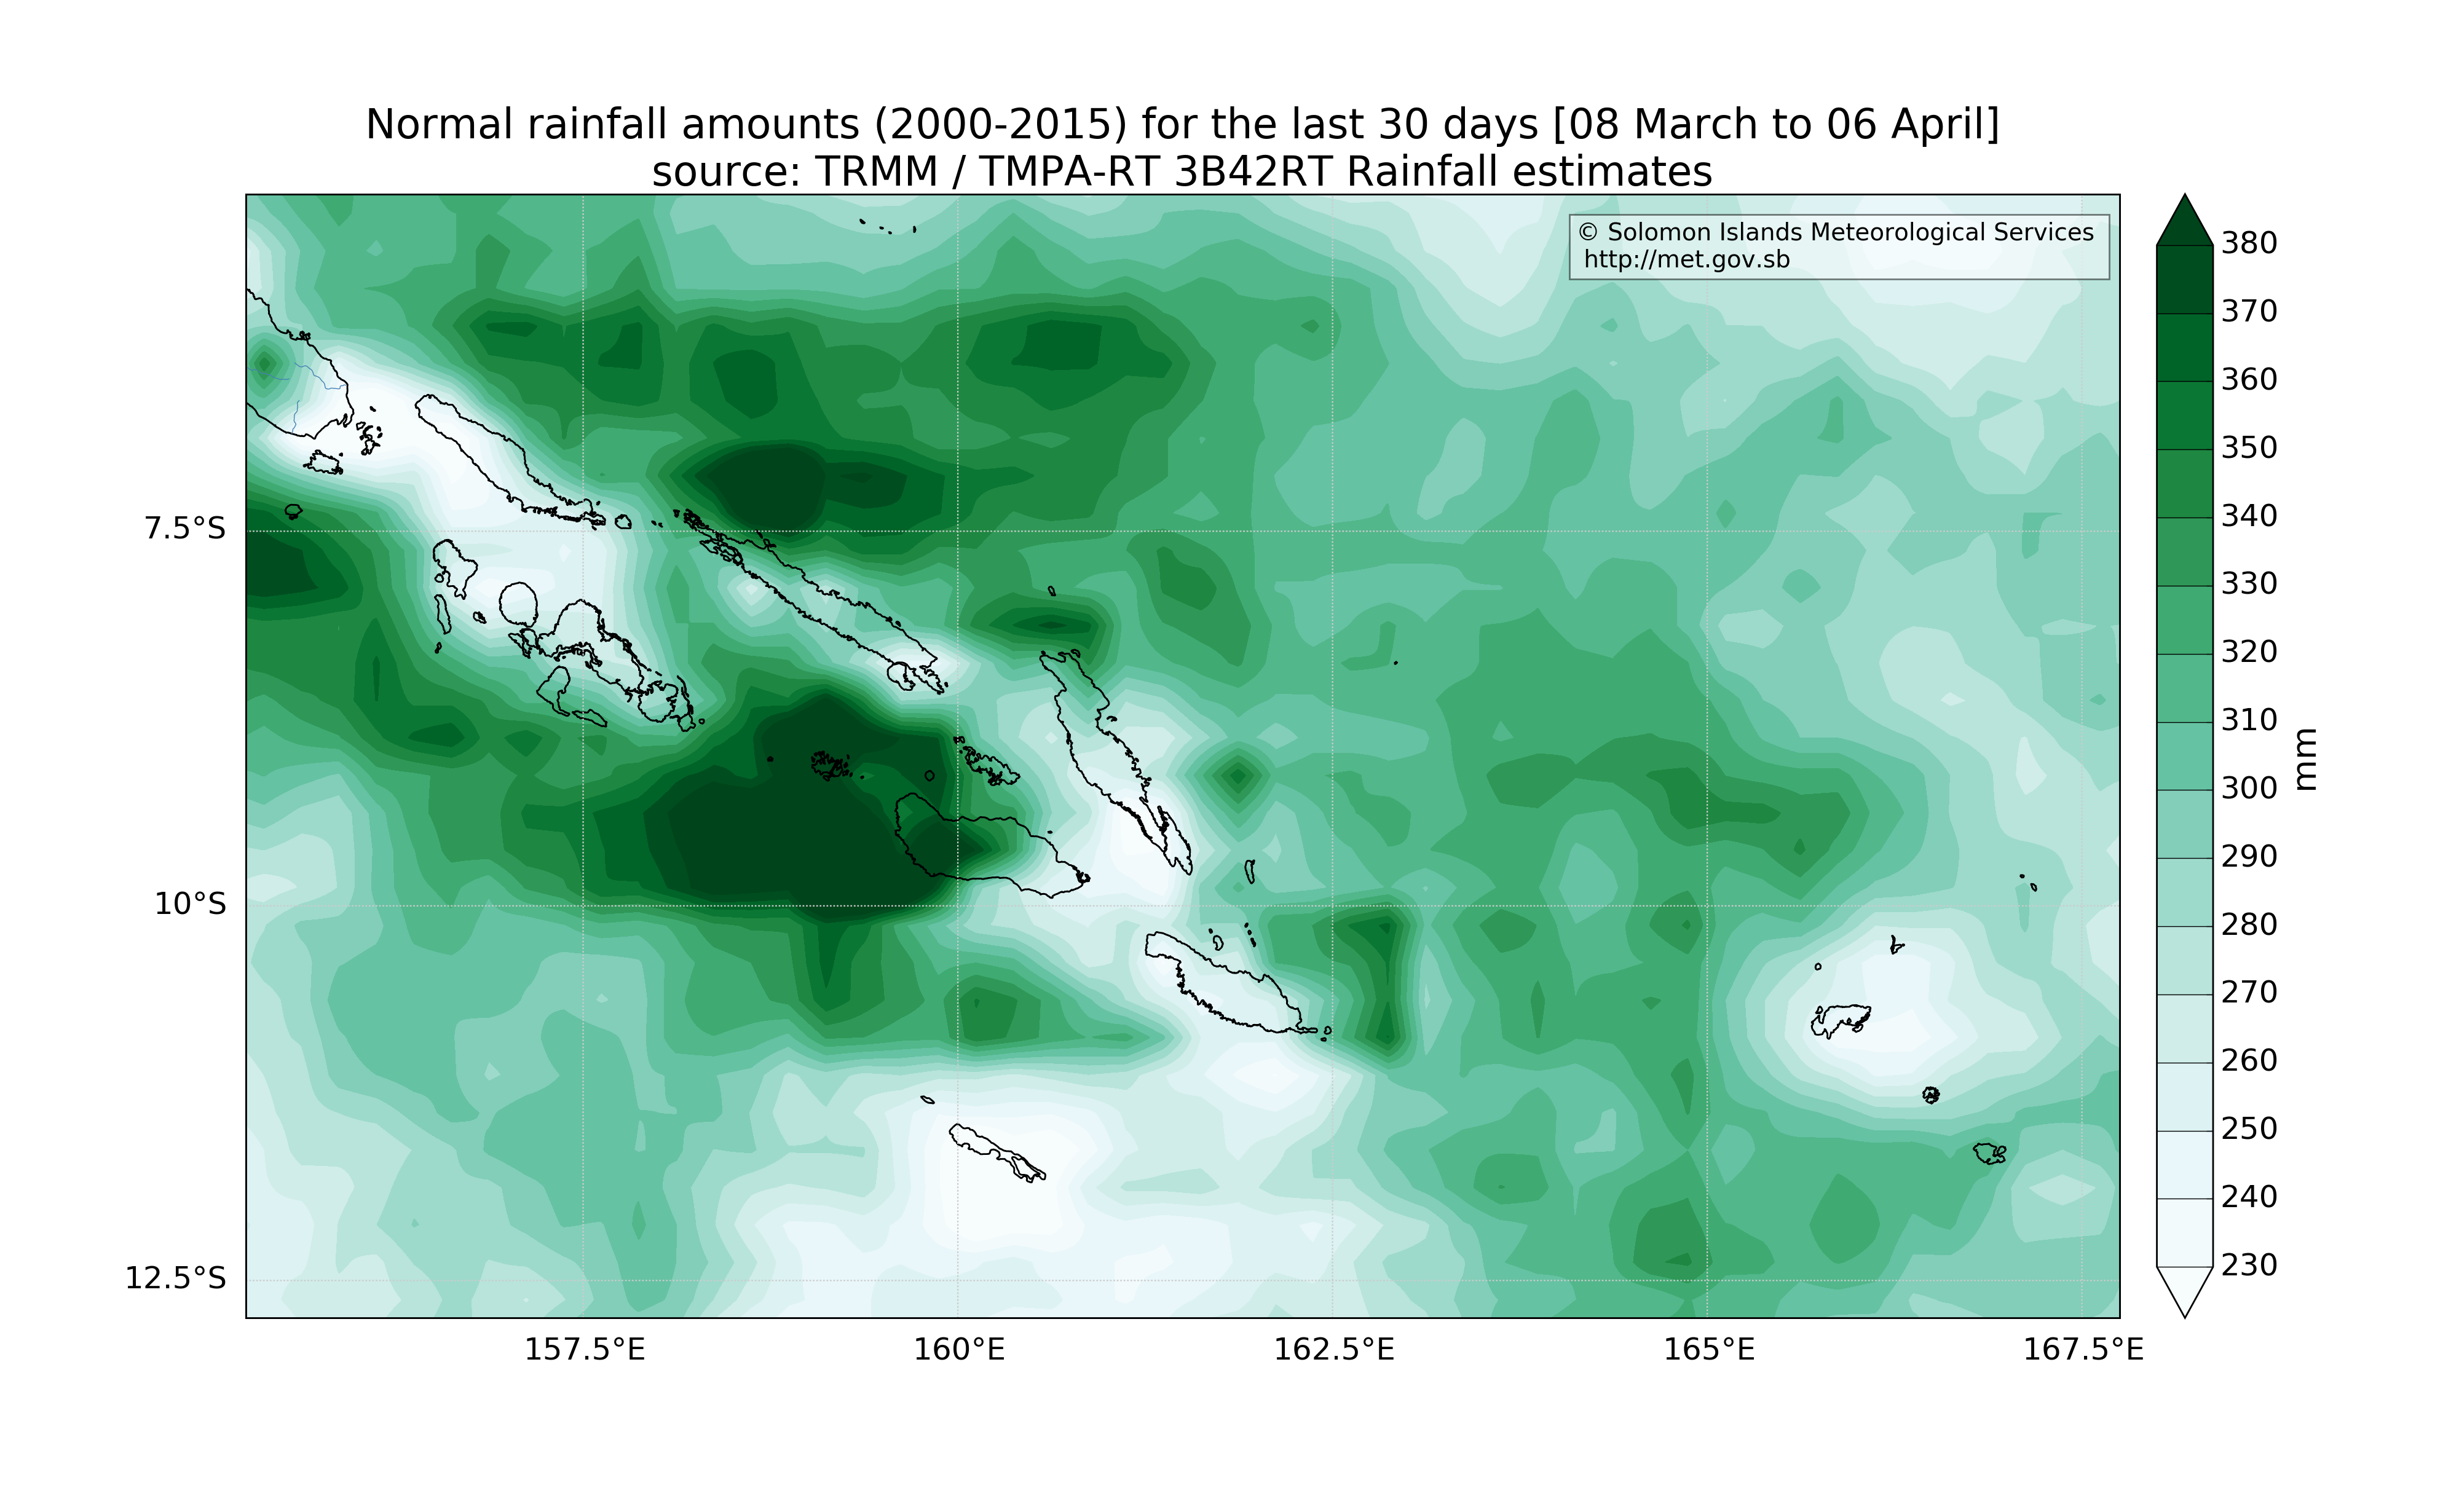 Normal rainfall amounts (2000-2015) for the last 30 days [08 March to 06 April]
source: TRMM / TMPA-RT 3B42RT Rainfall estimates
© Solomon Islands Meteorological Services
http://met.gov.sb
7.5°S
10°S
12.5°S
157.5°E
160°E
162.5°E
165°E
167.5°E
380
370
360
350
340
330
320
310
300
290
280
270
260
250
240
230
mm